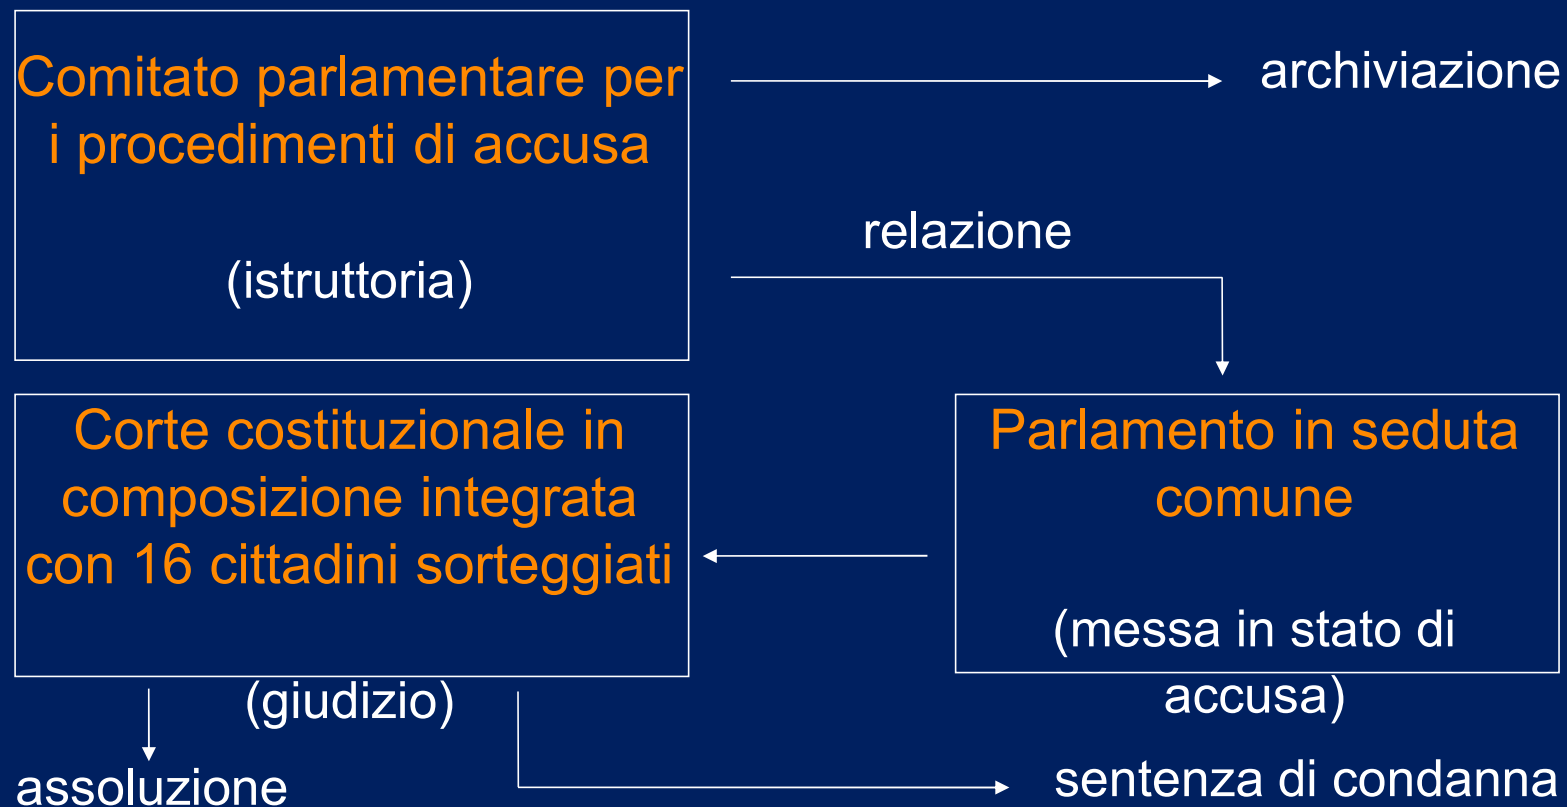 Comitato parlamentare per
i procedimenti di accusa
(istruttoria)
archiviazione
relazione
Parlamento in seduta
comune
(messa in stato di
accusa)
Corte costituzionale in
composizione integrata
con 16 cittadini sorteggiati
(giudizio)
assoluzione
sentenza di condanna